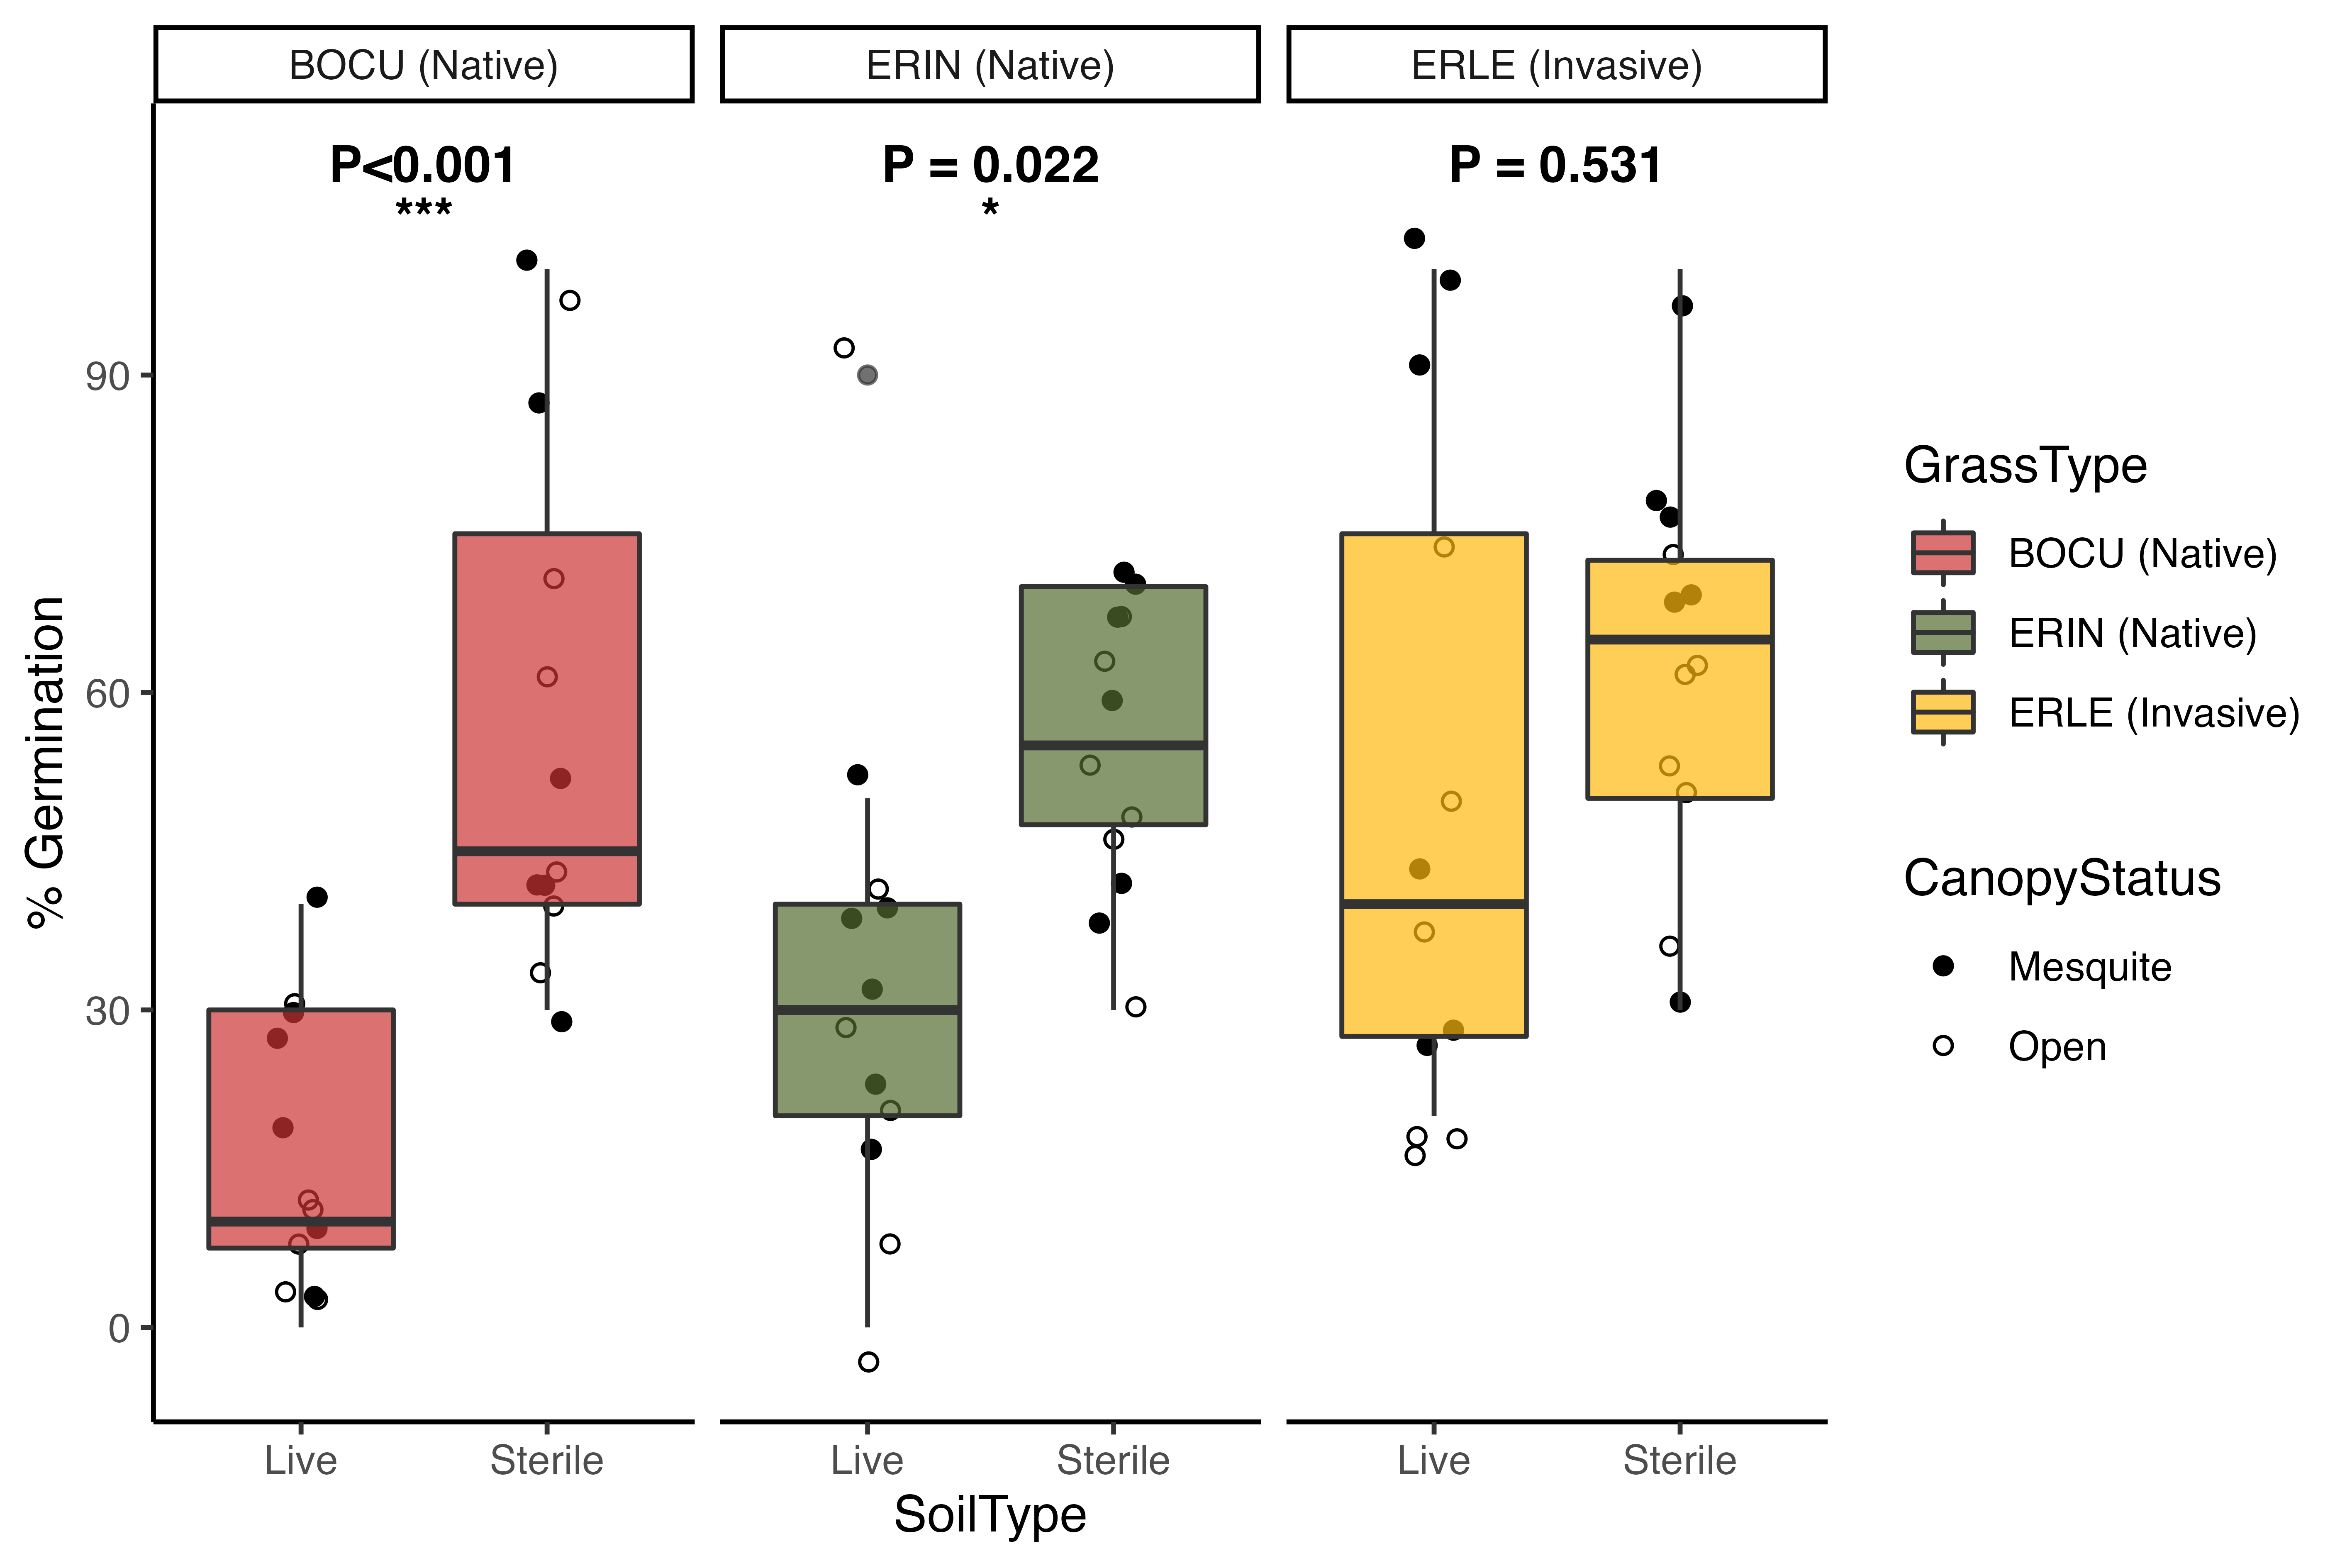 BOCU (Native)
ERIN (Native)
ERLE (Invasive)
P<0.001
***
P = 0.022
*
P = 0.531
% Germination
90
60
30
0
Live
Sterile
Live
Sterile
Live
Sterile
SoilType
GrassType
BOCU (Native)
ERIN (Native)
ERLE (Invasive)
CanopyStatus
Mesquite
Open